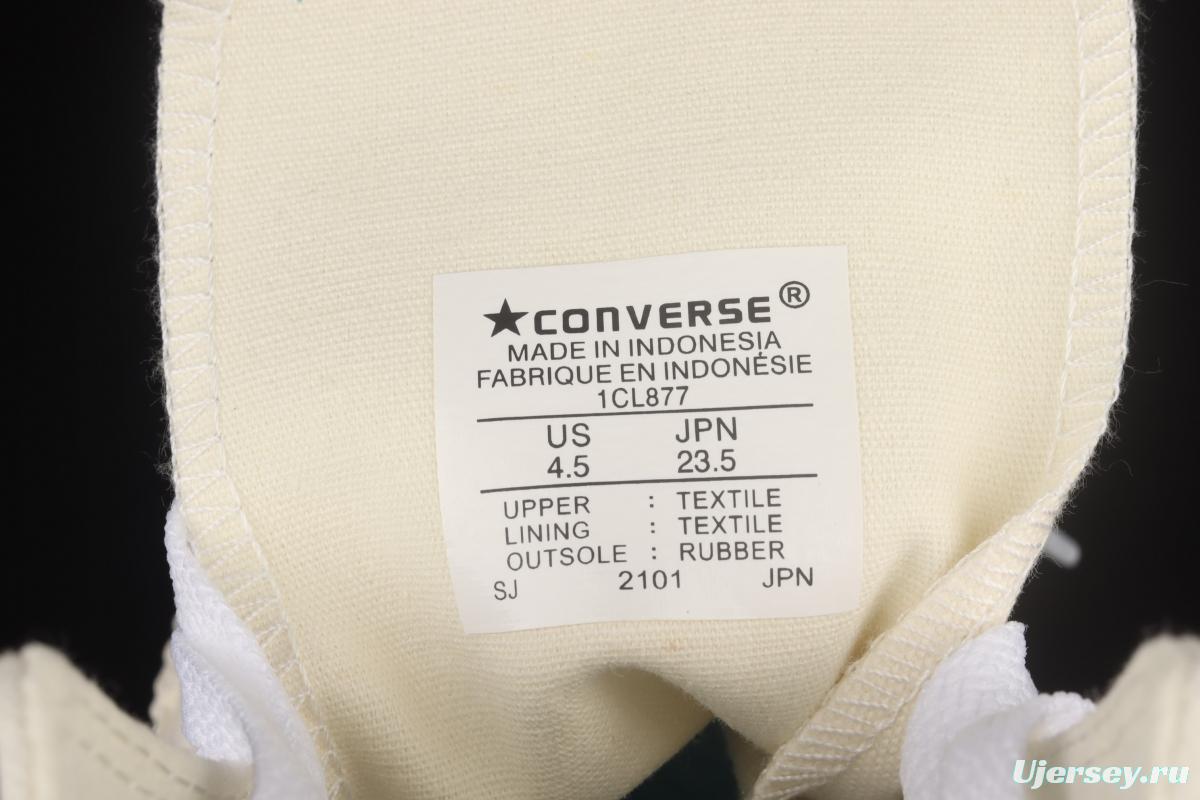 ★CONVERSE®
MADE IN INDONESIA
FABRIQUE EN INDONÉSIE
1CL877
US JPN
4.5 23.5
UPPER : TEXTILE
LINING : TEXTILE
OUTSOLE : RUBBER
SJ 2101 JPN
Ujersey.ru